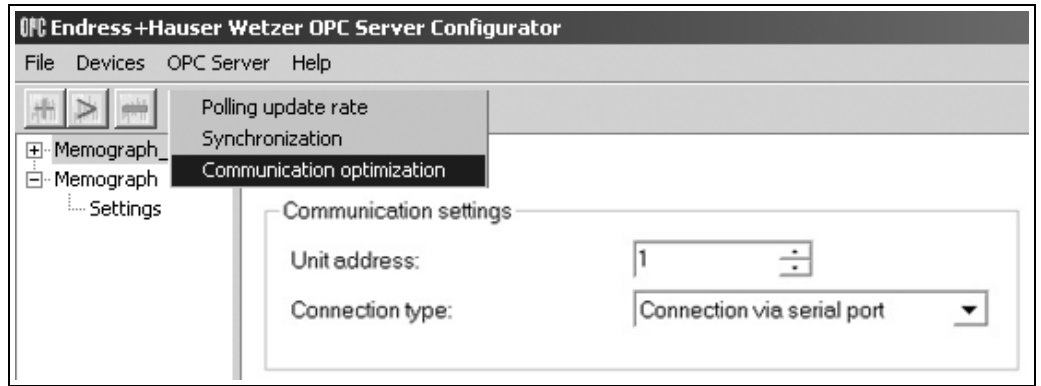 OPC Endress+Hauser Wetzer OPC Server Configurator
File Devices OPC Server Help
Polling update rate
Synchronization
Communication optimization
Memograph_
Memograph
Settings
Communication settings
Unit address: 1
Connection type: Connection via serial port